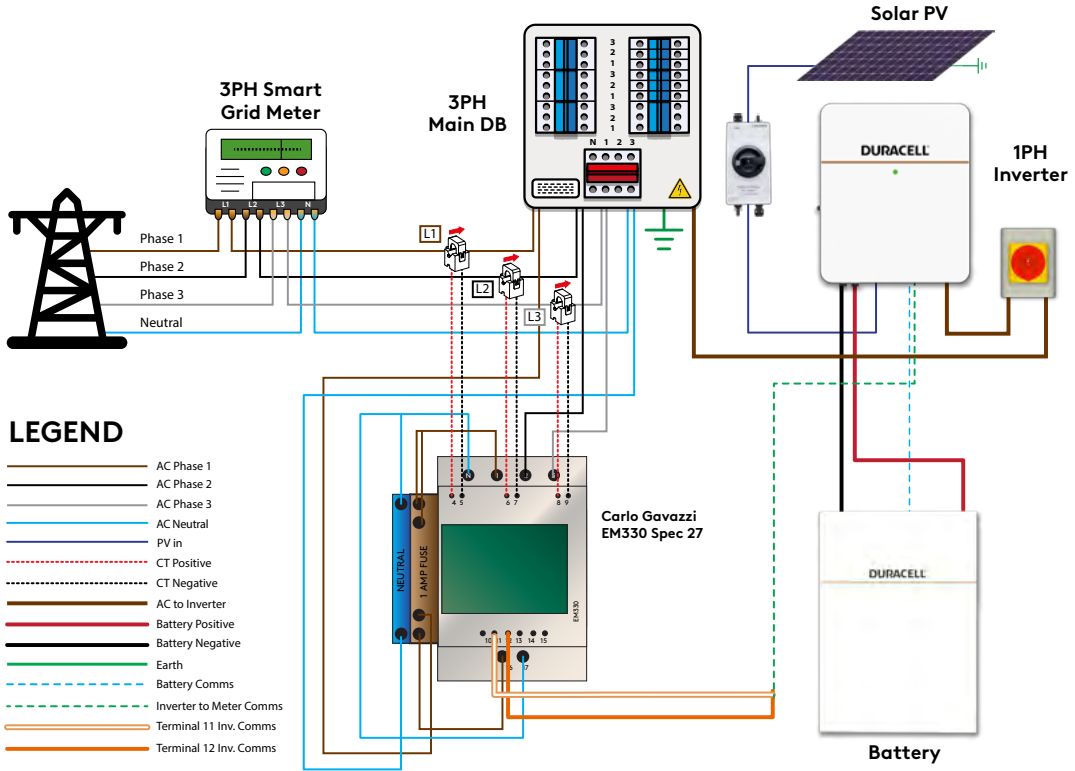 Solar PV
3PH Smart
Grid Meter
3PH
Main DB
3
2
1
3
2
1
3
2
1
N 1 2 3
L1 L2 L3 N
DURACELL
1PH
Inverter
Phase 1
Phase 2
Phase 3
Neutral
L1
L2
L3
LEGEND
AC Phase 1
AC Phase 2
AC Phase 3
AC Neutral
PV in
CT Positive
CT Negative
AC to Inverter
Battery Positive
Battery Negative
Earth
Battery Comms
Inverter to Meter Comms
Terminal 11 Inv. Comms
Terminal 12 Inv. Comms
N 1
4 5 6 7 8 9
NEUTRAL
1 AMP FUSE
EM330
10 11 12 13 14 15
Carlo Gavazzi
EM330 Spec 27
DURACELL
Battery